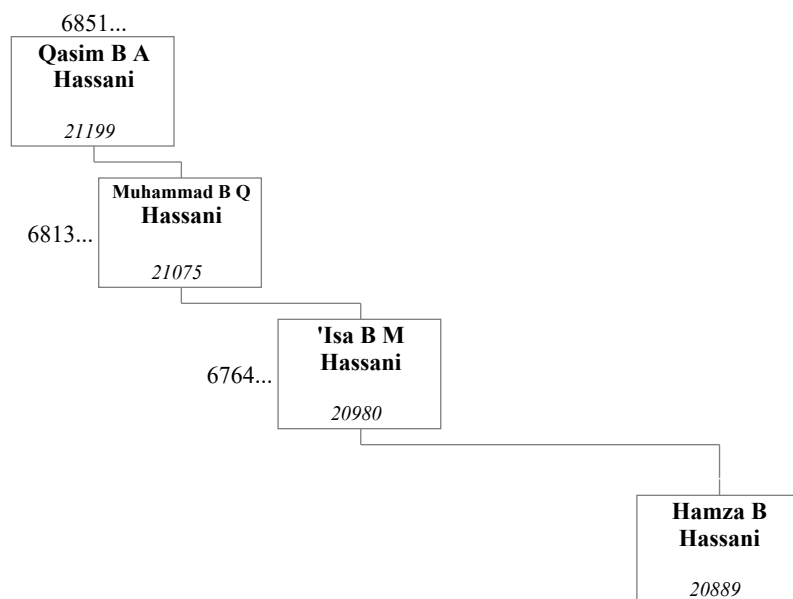 6851...
Qasim B A
Hassani
21199
Muhammad B Q
Hassani
6813...
21075
'Isa B M
Hassani
6764...
20980
Hamza B
Hassani
20889